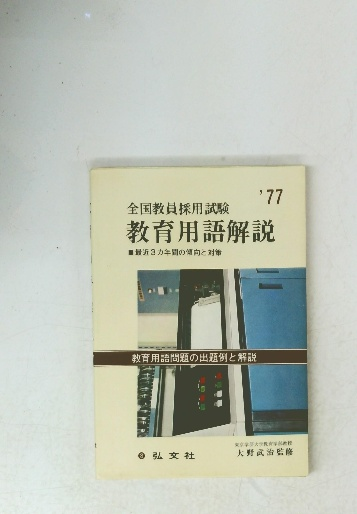 '77
全国教員採用試験
教育用語解説
■最近3カ年間の傾向と対策
教育用語問題の出題例と解説
弘文社
大野武治監修